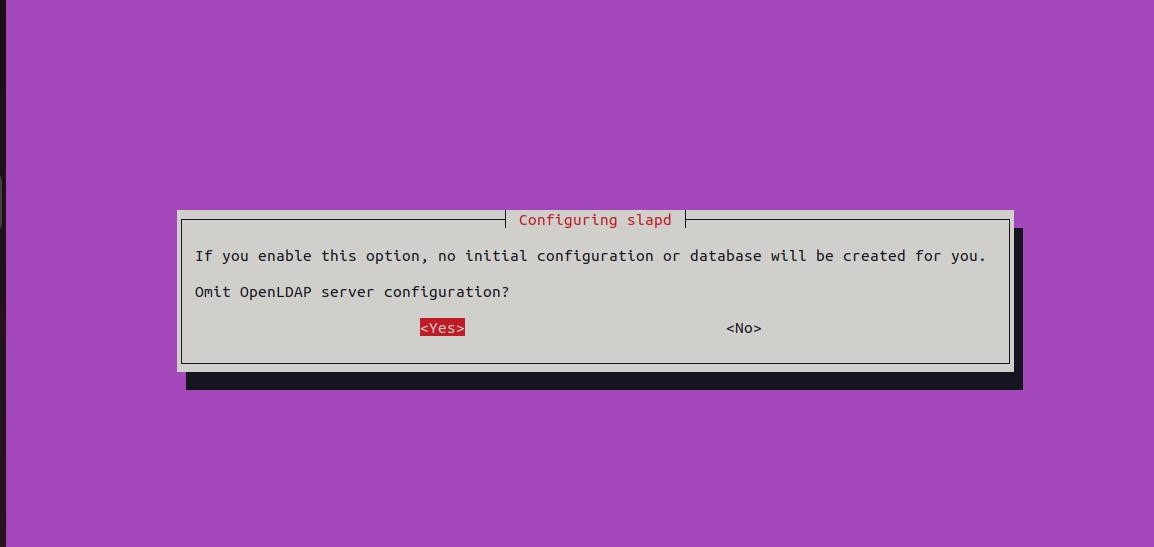 Configuring slapd
If you enable this option, no initial configuration or database will be created for you.
Omit OpenLDAP server configuration?
<Yes> <No>